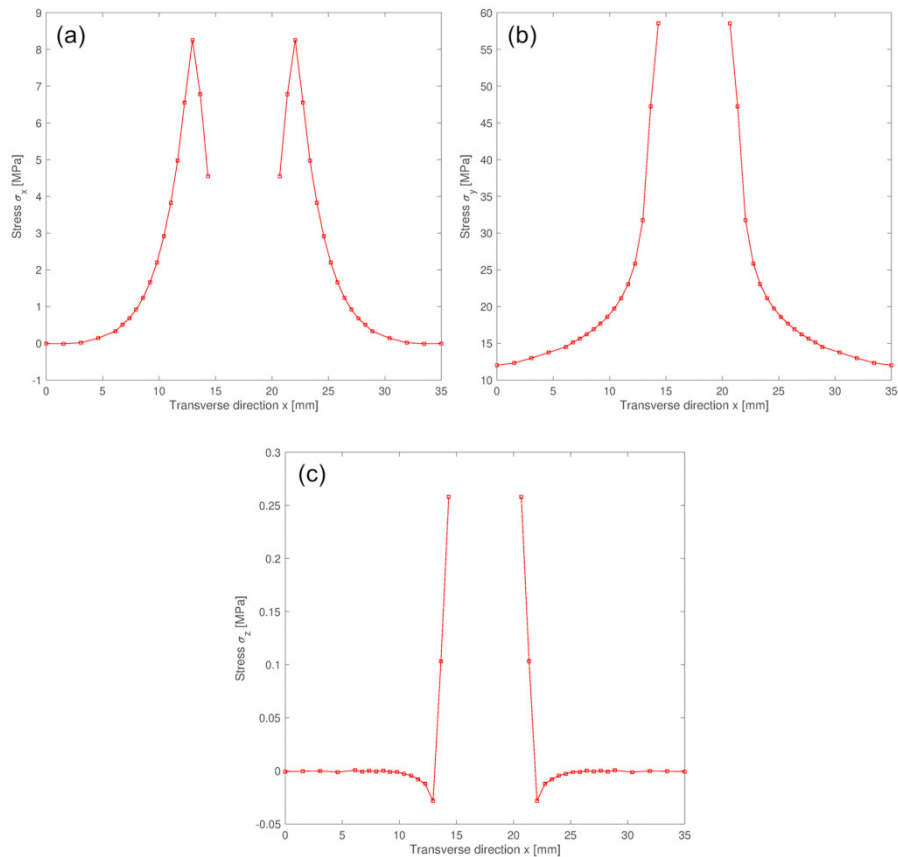 (a)
9
8
7
6
5
4
3
2
1
0
-1
Stress σx [MPa]
0 5 10 15 20 25 30 35
Transverse direction x [mm]
(b)
60
55
50
45
40
35
30
25
20
15
10
Stress σy [MPa]
0 5 10 15 20 25 30 35
Transverse direction x [mm]
(c)
0.3
0.25
0.2
0.15
0.1
0.05
0
-0.05
Stress σz [MPa]
0 5 10 15 20 25 30 35
Transverse direction x [mm]